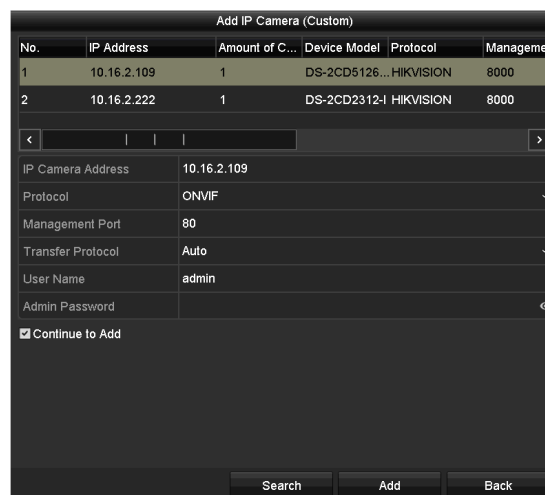 Add IP Camera (Custom)
No. IP Address Amount of C... Device Model Protocol Manageme
1 10.16.2.109 1 DS-2CD5126... HIKVISION 8000
2 10.16.2.222 1 DS-2CD2312-I HIKVISION 8000
IP Camera Address 10.16.2.109
Protocol ONVIF
Management Port 80
Transfer Protocol Auto
User Name admin
Admin Password
Continue to Add
Search Add Back